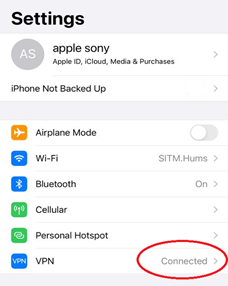 Settings
AS
apple sony
Apple ID, iCloud, Media & Purchases
iPhone Not Backed Up
Airplane Mode
Wi-Fi SITM.Hums
Bluetooth On
Cellular
Personal Hotspot
VPN VPN Connected